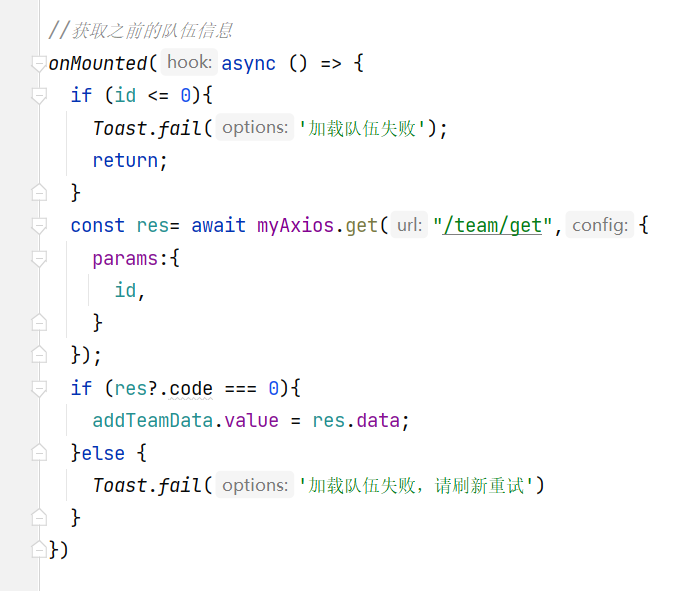 //获取之前的队伍信息
onMounted( hook: async () => {
if (id <= 0){
Toast.fail( options: '加载队伍失败');
return;
}
const res= await myAxios.get( url: "/team/get", config: {
params:{
id,
}
});
if (res?.code === 0){
addTeamData.value = res.data;
}else {
Toast.fail( options: '加载队伍失败，请刷新重试')
}
})